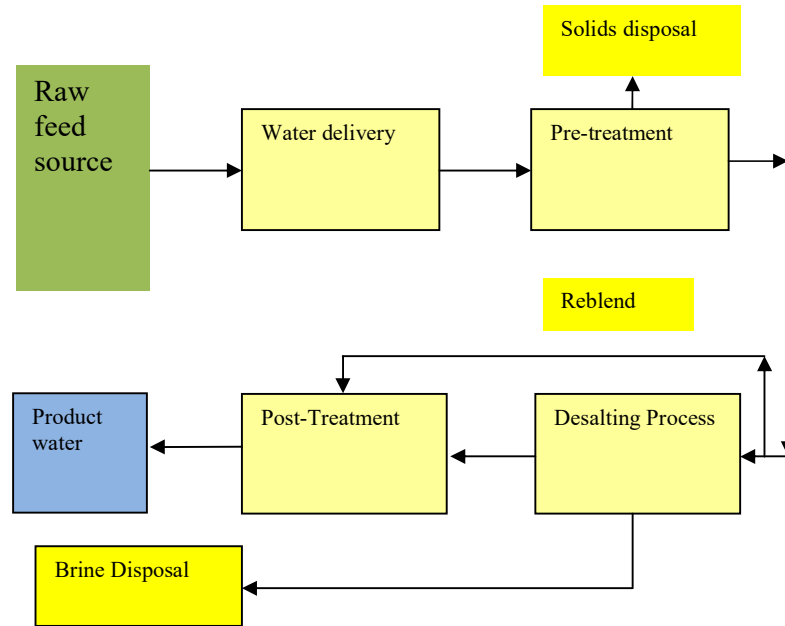 Solids disposal
Raw
feed
source
Water delivery
Pre-treatment
Reblend
Product
water
Post-Treatment
Desalting Process
Brine Disposal